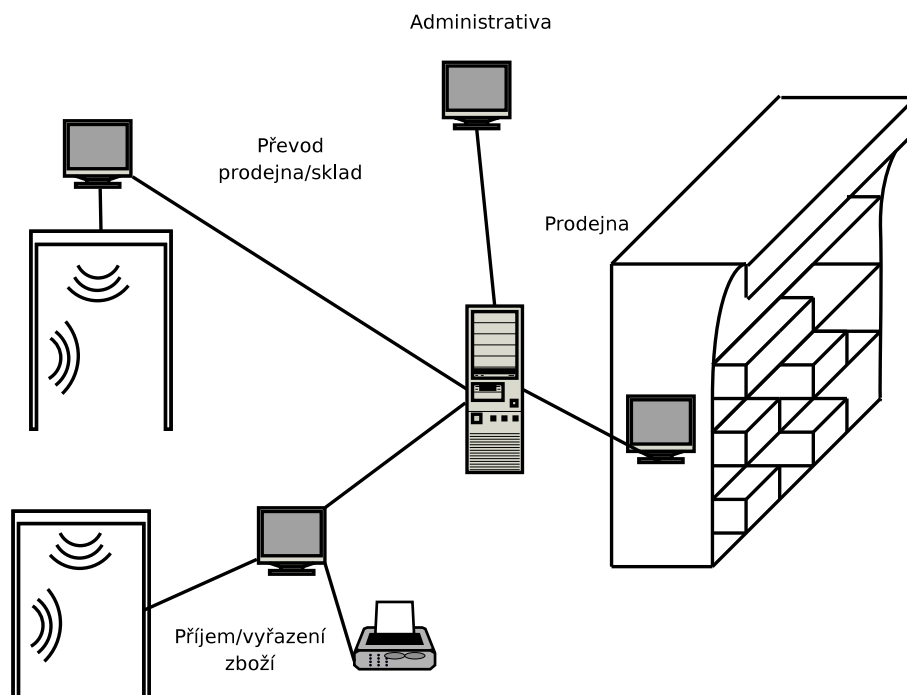 Administrativa
Převod
prodejna/sklad
Prodejna
Příjem/vyřazení
zboží